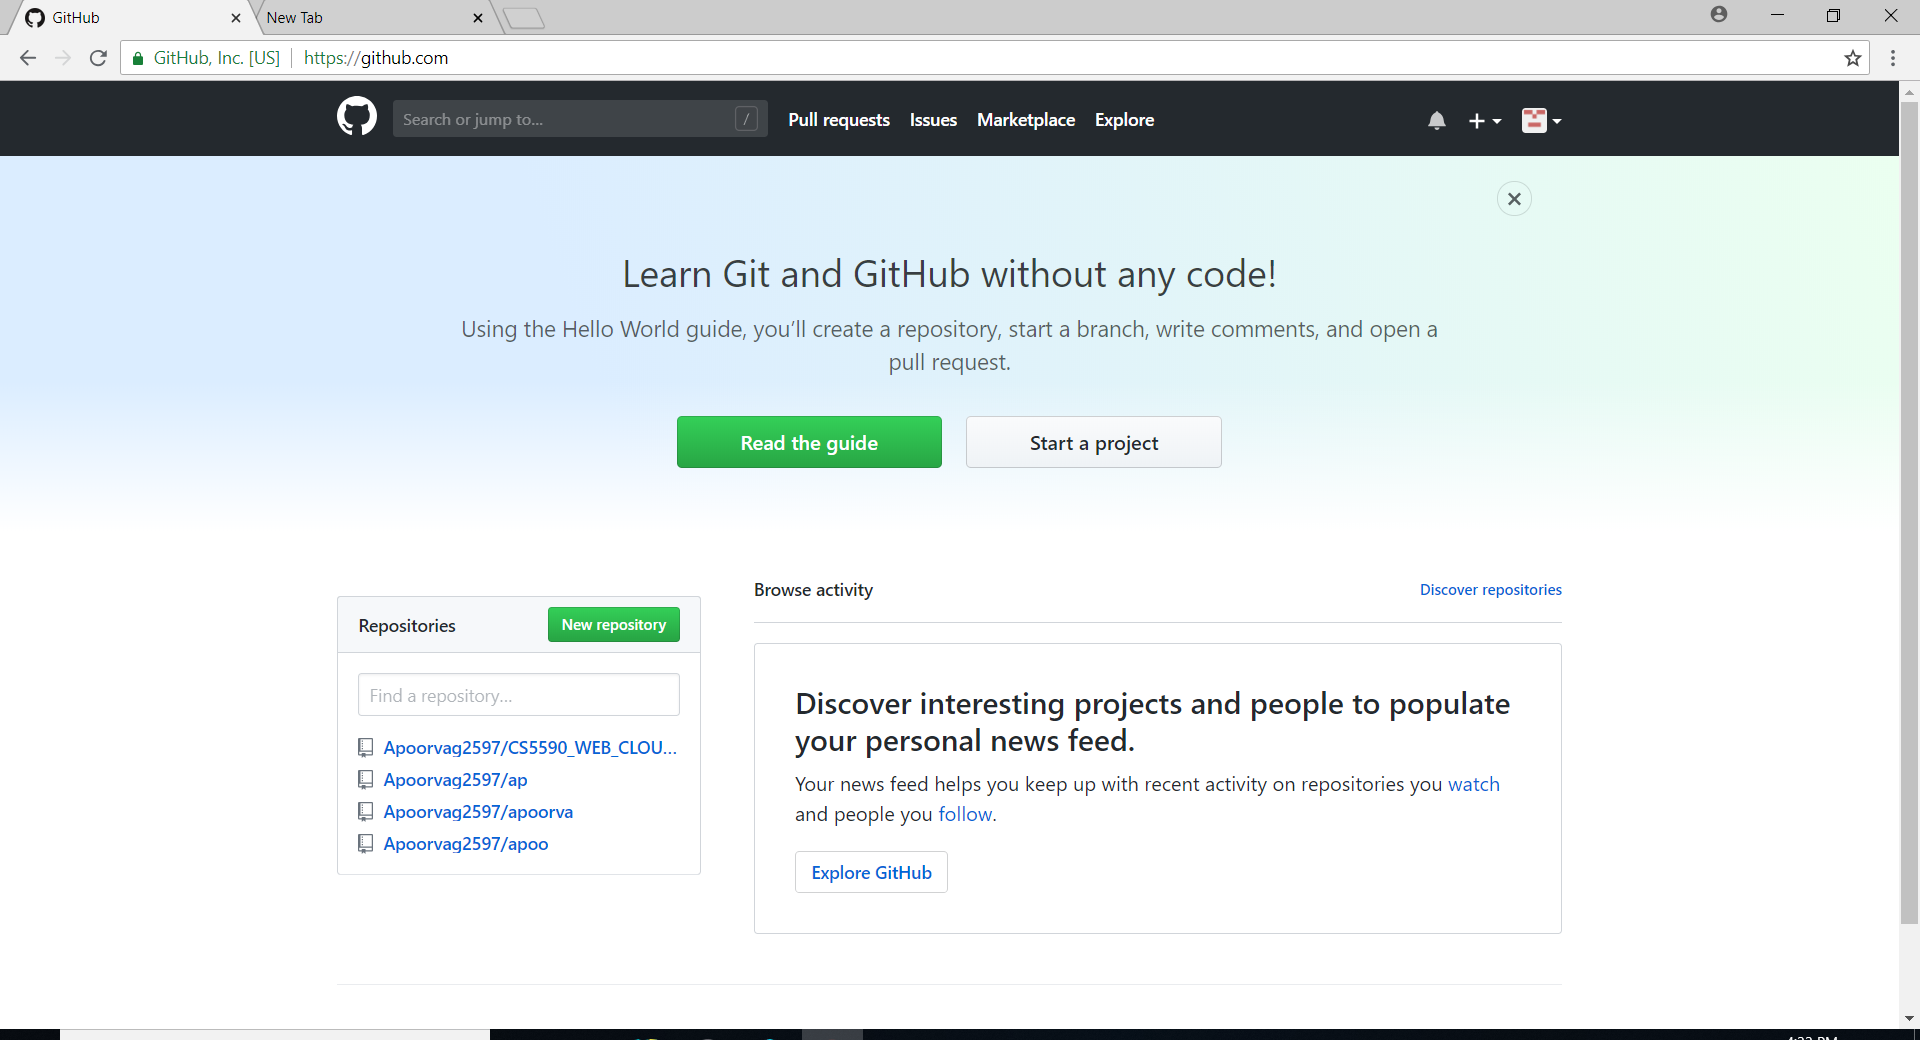 GitHub
New Tab
GitHub, Inc. [US] https://github.com
Search or jump to... /
Pull requests Issues Marketplace Explore
Learn Git and GitHub without any code!
Using the Hello World guide, you’ll create a repository, start a branch, write comments, and open a
pull request.
Read the guide
Start a project
Repositories
New repository
Find a repository...
Apoorvag2597/CS5590_WEB_CLOU...
Apoorvag2597/ap
Apoorvag2597/apoorva
Apoorvag2597/apoo
Browse activity
Discover repositories
Discover interesting projects and people to populate
your personal news feed.
Your news feed helps you keep up with recent activity on repositories you watch
and people you follow.
Explore GitHub